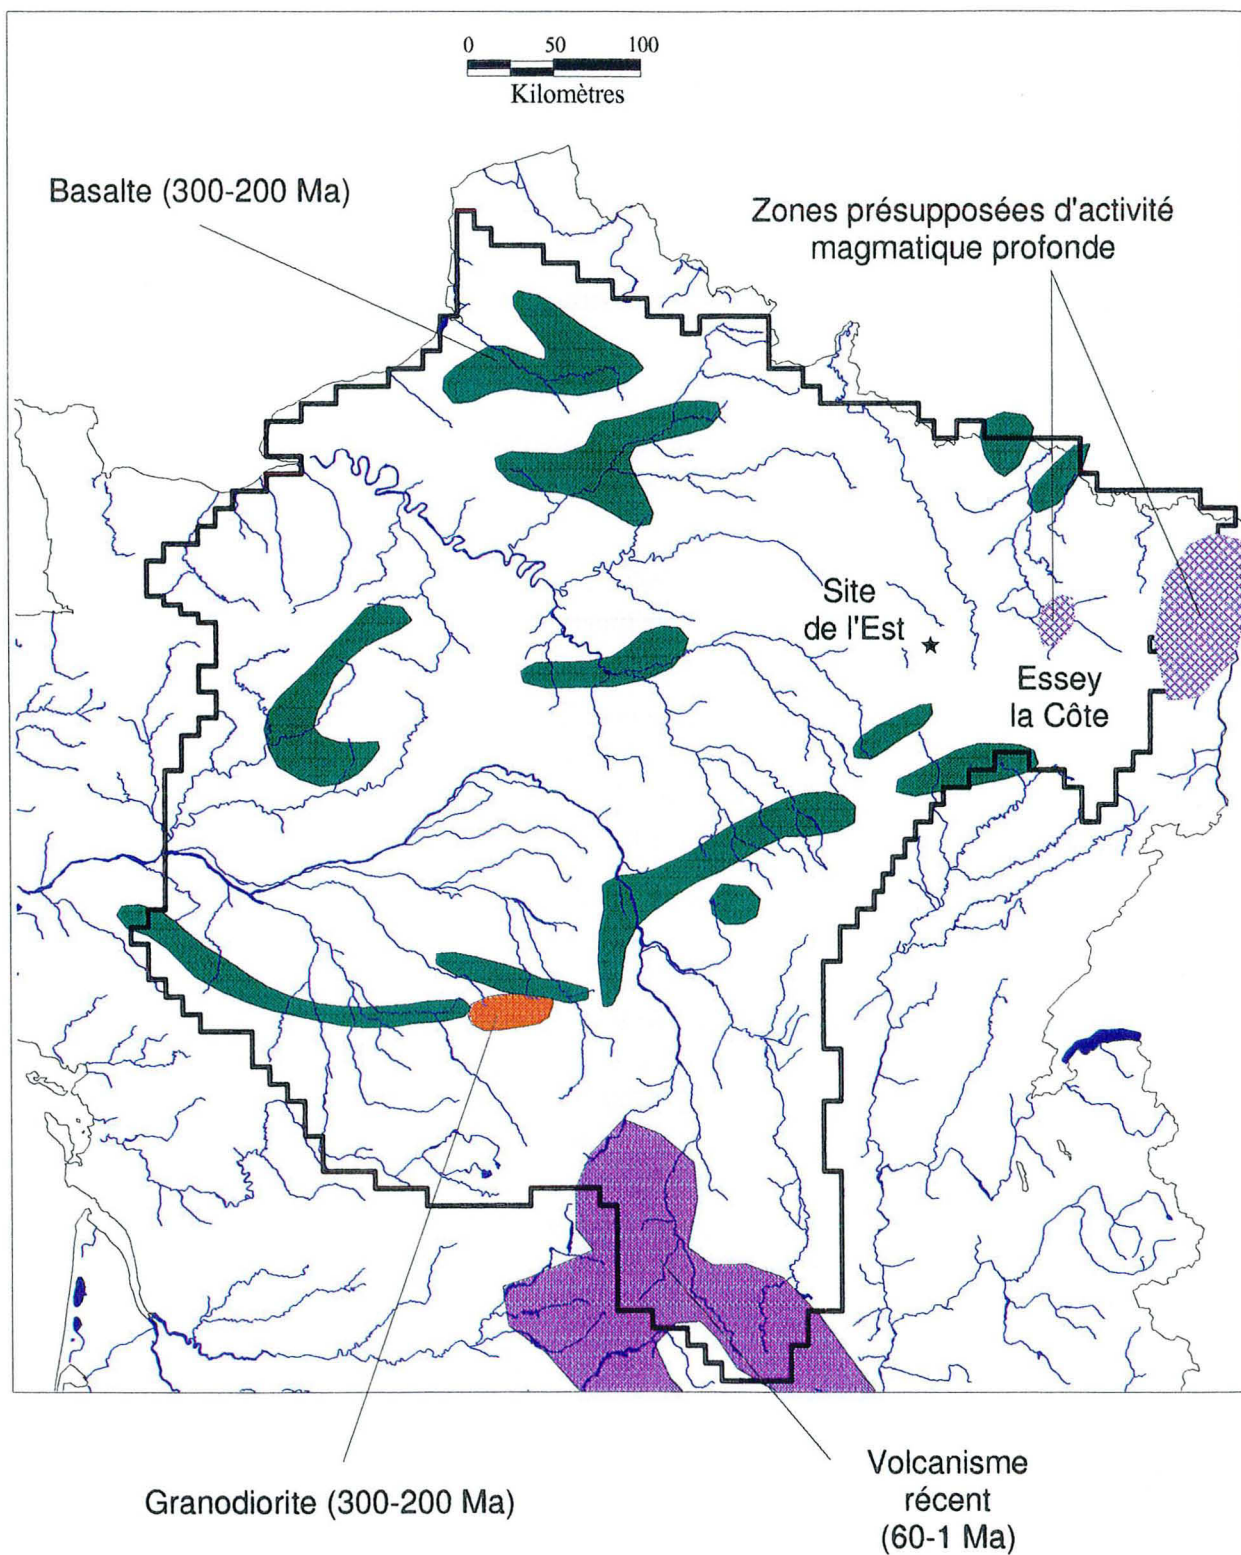 0 50 100
Kilomètres
Basalte (300-200 Ma)
Zones présupposées d'activité
magmatique profonde
Site
de l'Est
Essey
la Côte
Granodiorite (300-200 Ma)
Volcanisme
récent
(60-1 Ma)